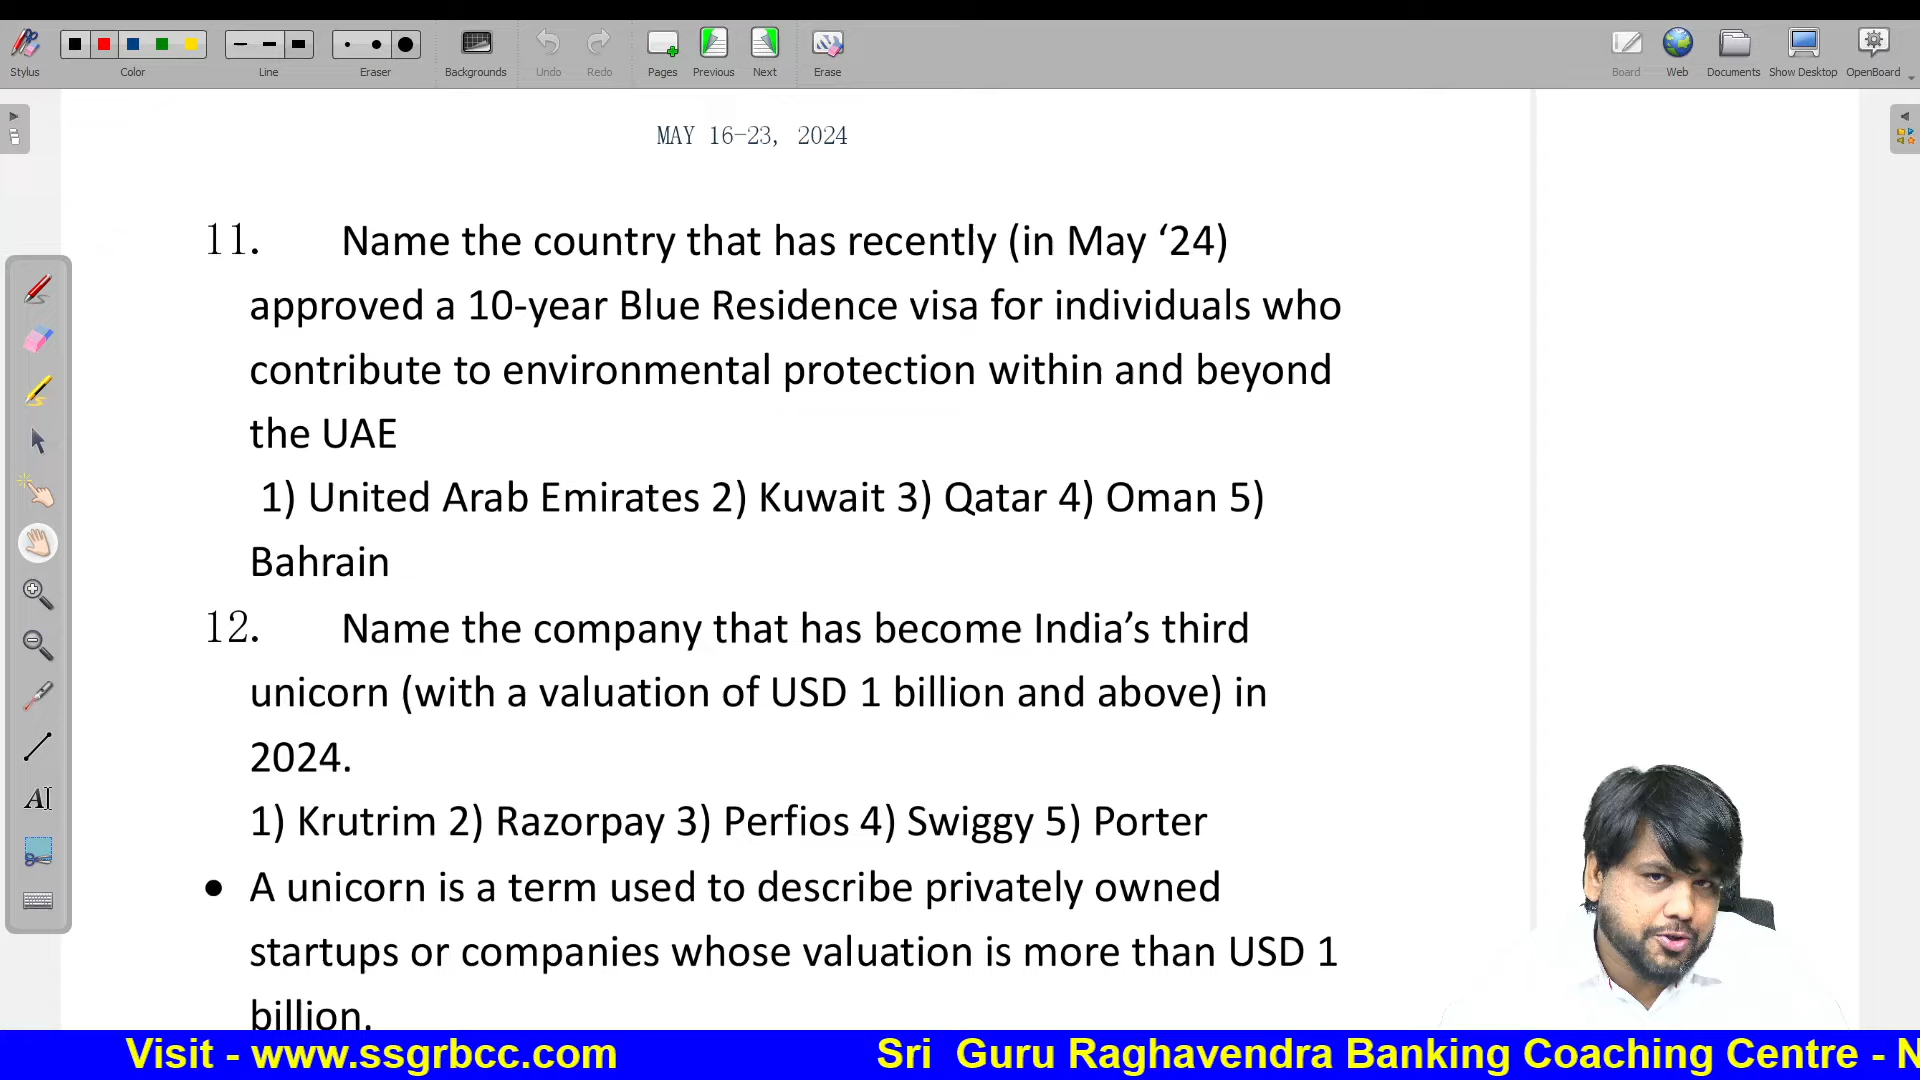 Stylus
Color
Line
Eraser
Backgrounds
Undo
Redo
Pages
Previous
Next
Erase
Board
Web
Documents
Show Desktop
OpenBoard
MAY 16-23, 2024
11. Name the country that has recently (in May ‘24)
approved a 10-year Blue Residence visa for individuals who
contribute to environmental protection within and beyond
the UAE
1) United Arab Emirates 2) Kuwait 3) Qatar 4) Oman 5)
Bahrain
12. Name the company that has become India’s third
unicorn (with a valuation of USD 1 billion and above) in
2024.
1) Krutrim 2) Razorpay 3) Perfios 4) Swiggy 5) Porter
• A unicorn is a term used to describe privately owned
startups or companies whose valuation is more than USD 1
billion.
AI
Visit - www.ssgrbcc.com Sri Guru Raghavendra Banking Coaching Centre - N